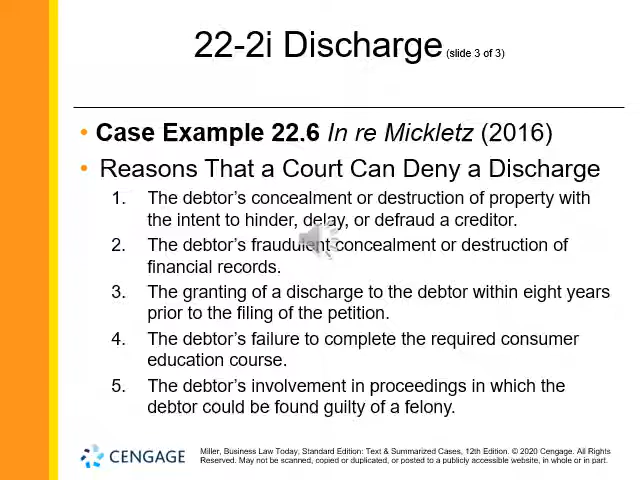 22-2i Discharge (slide 3 of 3)
• Case Example 22.6 In re Mickletz (2016)
• Reasons That a Court Can Deny a Discharge
1. The debtor’s concealment or destruction of property with
the intent to hinder, delay, or defraud a creditor.
2. The debtor’s fraudulent concealment or destruction of
financial records.
3. The granting of a discharge to the debtor within eight years
prior to the filing of the petition.
4. The debtor’s failure to complete the required consumer
education course.
5. The debtor’s involvement in proceedings in which the
debtor could be found guilty of a felony.
CENGAGE
Miller, Business Law Today, Standard Edition: Text & Summarized Cases, 12th Edition. © 2020 Cengage. All Rights
Reserved. May not be scanned, copied or duplicated, or posted to a publicly accessible website, in whole or in part.